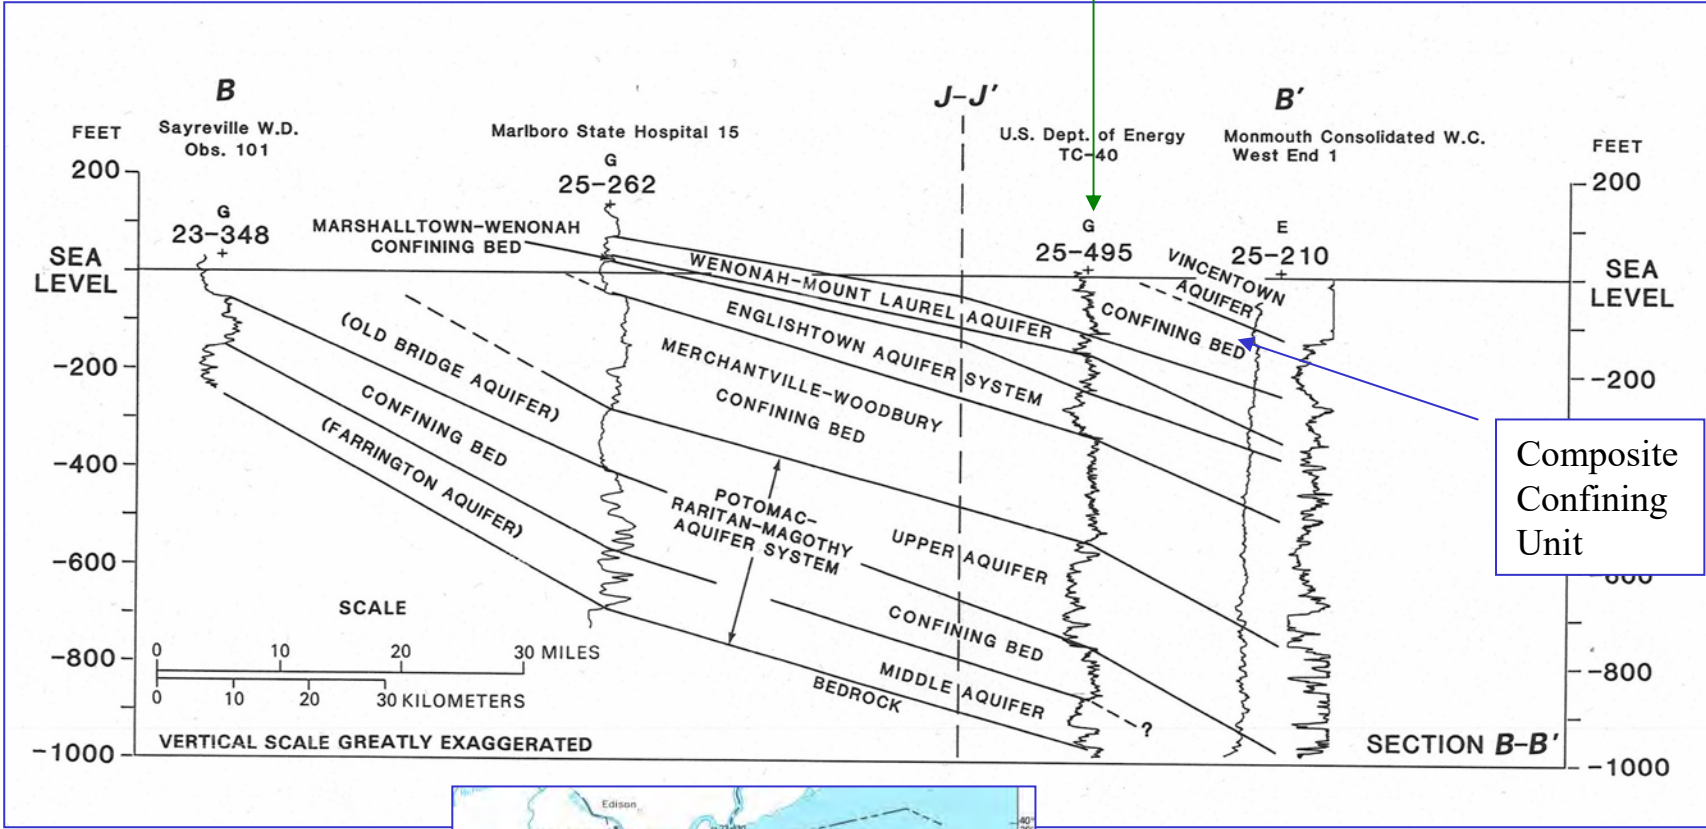 B
J–J'
B'
FEET
Sayreville W.D.
Obs. 101
Marlboro State Hospital 15
U.S. Dept. of Energy
TC-40
Monmouth Consolidated W.C.
West End 1
FEET
200
G
23-348
G
25-262
G
25-495
E
25-210
200
MARSHALLTOWN-WENONAH
CONFINING BED
SEA
LEVEL
SEA
LEVEL
WENONAH-MOUNT LAUREL AQUIFER
VINCENTOWN
AQUIFER
CONFINING BED
ENGLISHTOWN AQUIFER SYSTEM
MERCHANTVILLE-WOODBURY
CONFINING BED
(OLD BRIDGE AQUIFER)
CONFINING BED
(FARRINGTON AQUIFER)
-200
-200
-400
Composite
Confining
Unit
POTOMAC-
RARITAN-MAGOTHY
AQUIFER SYSTEM
UPPER AQUIFER
-600
CONFINING BED
MIDDLE AQUIFER
BEDROCK
?
SCALE
0 10 20 30 MILES
0 10 20 30 KILOMETERS
-800
-800
VERTICAL SCALE GREATLY EXAGGERATED
SECTION B-B'
-1000
-1000
Edison
40°